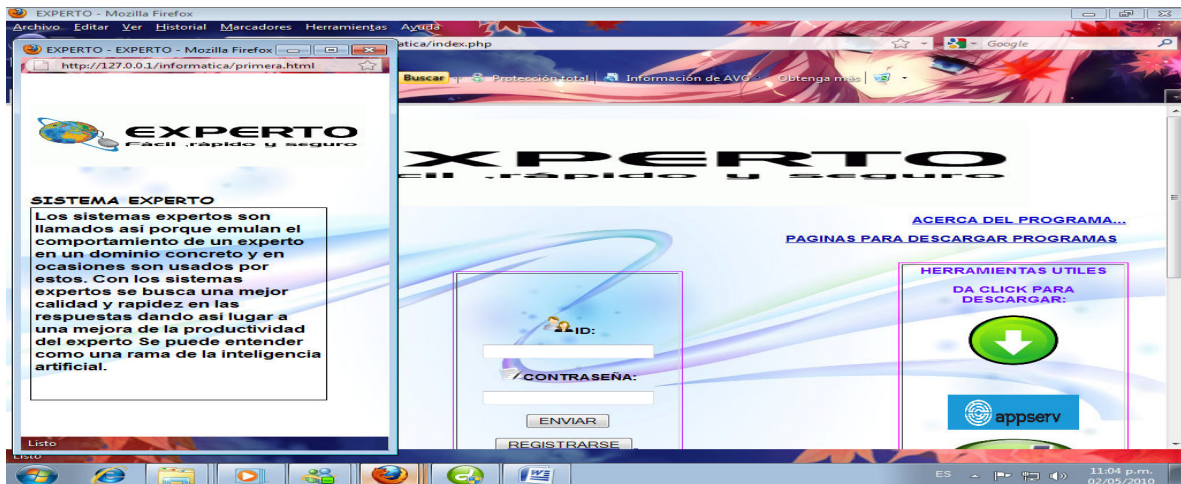 EXPERTO - Mozilla Firefox
Archivo Editar Ver Historial Marcadores Herramientas Ayuda
atica/index.php
Google
Buscar Protección total Información de AVG Obtenga más
EXPERTO - EXPERTO - Mozilla Firefox
http://127.0.0.1/informatica/primera.html
EXPERTO
Fácil ,rápido y seguro
SISTEMA EXPERTO
Los sistemas expertos son
llamados asi porque emulan el
comportamiento de un experto
en un dominio concreto y en
ocasiones son usados por
estos. Con los sistemas
expertos se busca una mejor
calidad y rapidez en las
respuestas dando asi lugar a
una mejora de la productividad
del experto Se puede entender
como una rama de la inteligencia
artificial.
Listo
XPERTO
cil ,rápido y seguro
ACERCA DEL PROGRAMA...
PAGINAS PARA DESCARGAR PROGRAMAS
ID:
CONTRASEÑA:
ENVIAR
REGISTRARSE
HERRAMIENTAS UTILES
DA CLICK PARA
DESCARGAR:
appserv
Listo
ES
11:04 p.m.
02/05/2010